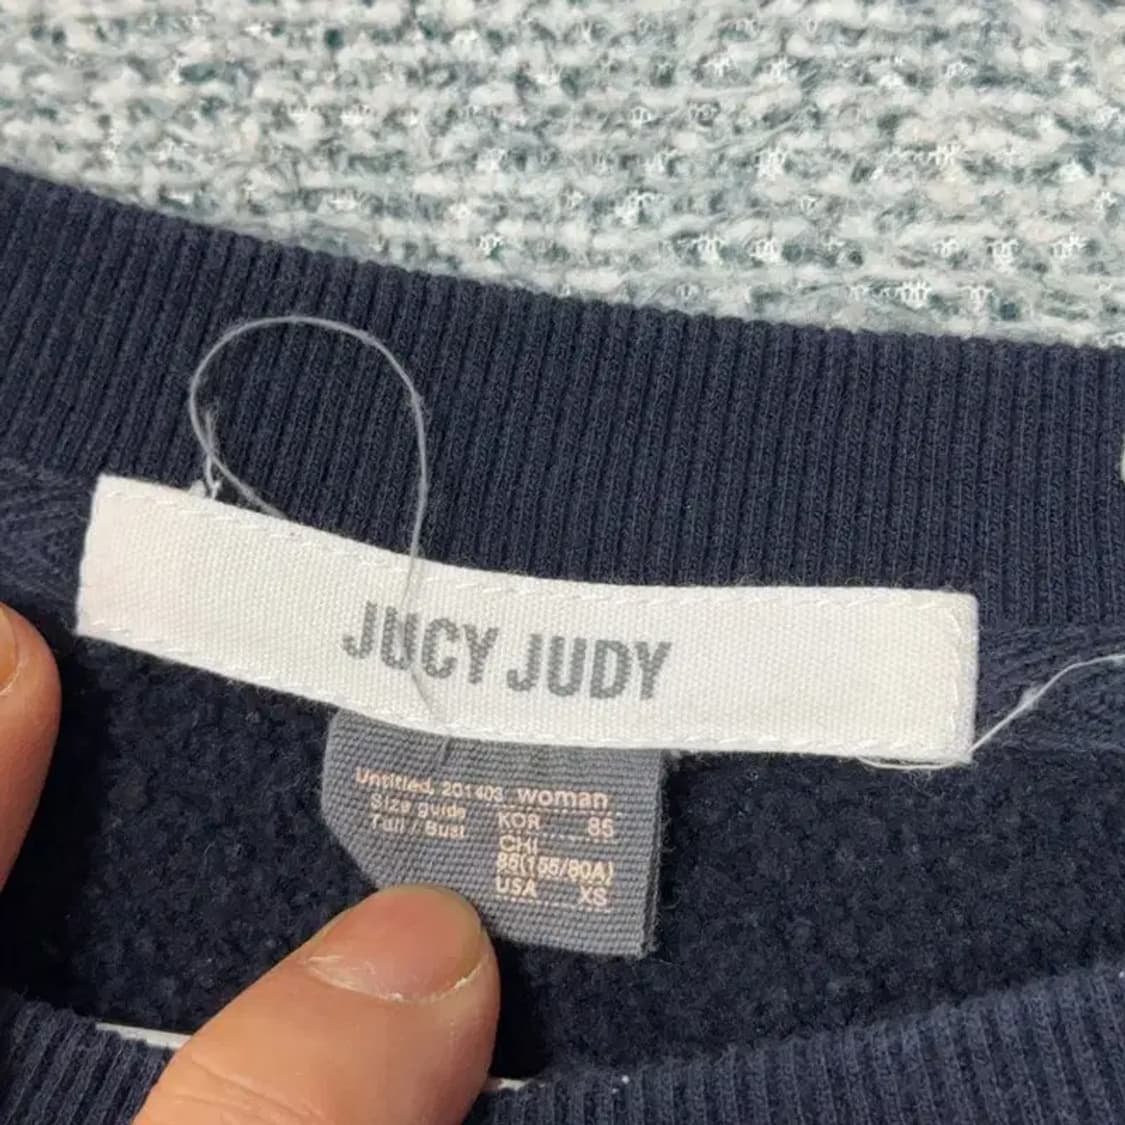 JUCY JUDY
Untitled, 201403 woman
Size guide KOR 85
Tall / Bust CHI
85(155/80A)
USA XS